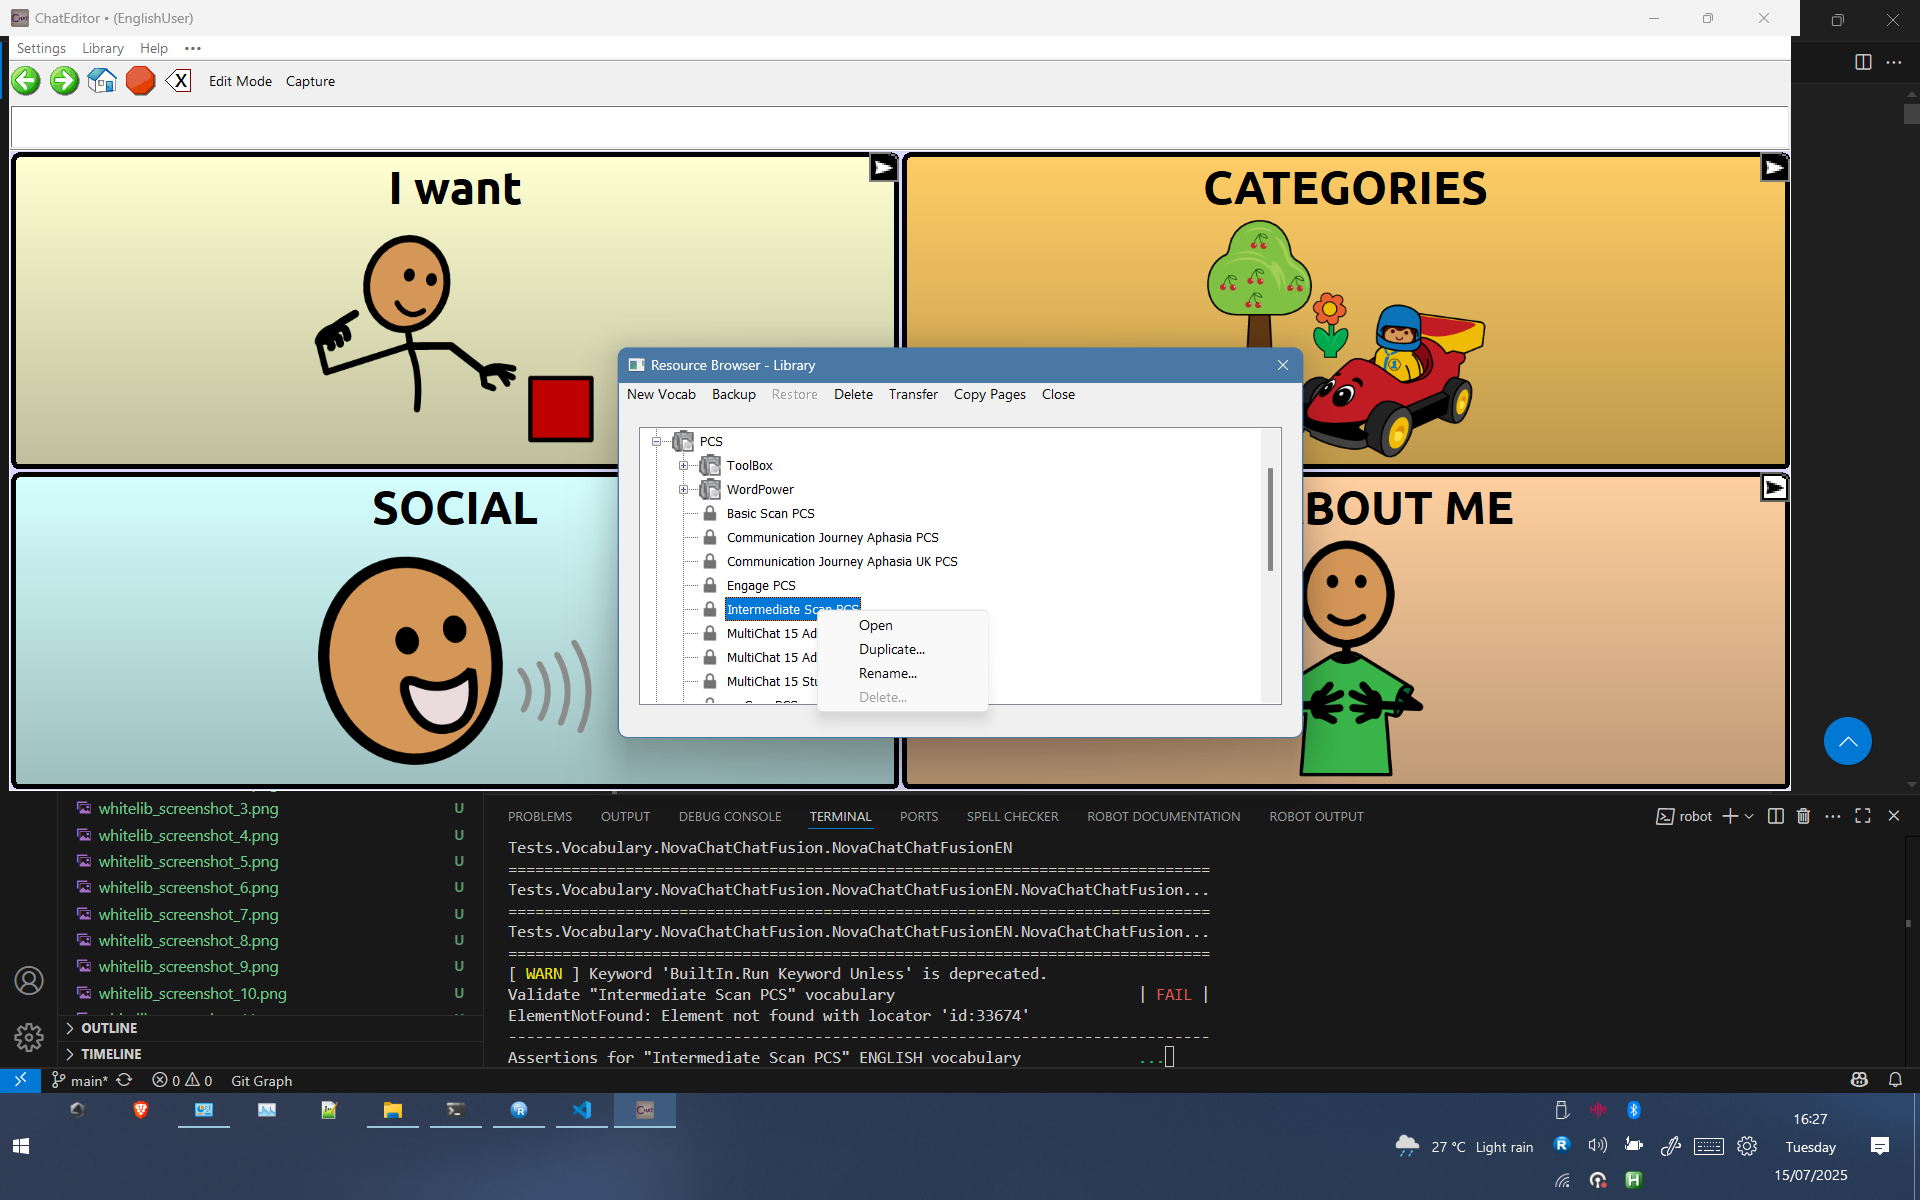 ChatEditor • (EnglishUser)
Settings Library Help
Edit Mode Capture
I want
CATEGORIES
SOCIAL
BOUT ME
Resource Browser - Library
New Vocab Backup Restore Delete Transfer Copy Pages Close
PCS
ToolBox
WordPower
Basic Scan PCS
Communication Journey Aphasia PCS
Communication Journey Aphasia UK PCS
Engage PCS
Intermediate Scan PCS
MultiChat 15 Ad
MultiChat 15 Ad
MultiChat 15 Stu
Open
Duplicate...
Rename...
Delete...
whitelib_screenshot_3.png U
whitelib_screenshot_4.png U
whitelib_screenshot_5.png U
whitelib_screenshot_6.png U
whitelib_screenshot_7.png U
whitelib_screenshot_8.png U
whitelib_screenshot_9.png U
whitelib_screenshot_10.png U
OUTLINE
TIMELINE
PROBLEMS OUTPUT DEBUG CONSOLE TERMINAL PORTS SPELL CHECKER ROBOT DOCUMENTATION ROBOT OUTPUT
robot
Tests.Vocabulary.NovaChatChatFusion.NovaChatChatFusionEN
==============================================================================
Tests.Vocabulary.NovaChatChatFusion.NovaChatChatFusionEN.NovaChatChatFusion...
==============================================================================
Tests.Vocabulary.NovaChatChatFusion.NovaChatChatFusionEN.NovaChatChatFusion...
==============================================================================
[ WARN ] Keyword 'BuiltIn.Run Keyword Unless' is deprecated.
Validate "Intermediate Scan PCS" vocabulary | FAIL |
ElementNotFound: Element not found with locator 'id:33674'
------------------------------------------------------------------------------
Assertions for "Intermediate Scan PCS" ENGLISH vocabulary ...
main* 0 0 Git Graph
27 °C Light rain
16:27
Tuesday
15/07/2025